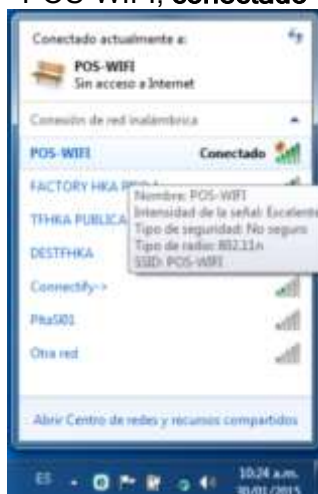 POS-WIFI, conectado
Conectado actualmente a:
POS-WIFI
Sin acceso a Internet
Conexión de red inalámbrica
POS-WIFI Conectado
FACTORY HKA
Nombre: POS-WIFI
Intensidad de la señal: Excelente
TFHKA PUBLICA
Tipo de seguridad: No seguro
Tipo de radio: 802.11n
DESTFHKA
SSID: POS-WIFI
Connectify->
PitaSI01
Otra red
Abrir Centro de redes y recursos compartidos
ES
10:24 a.m.
30/01/2015